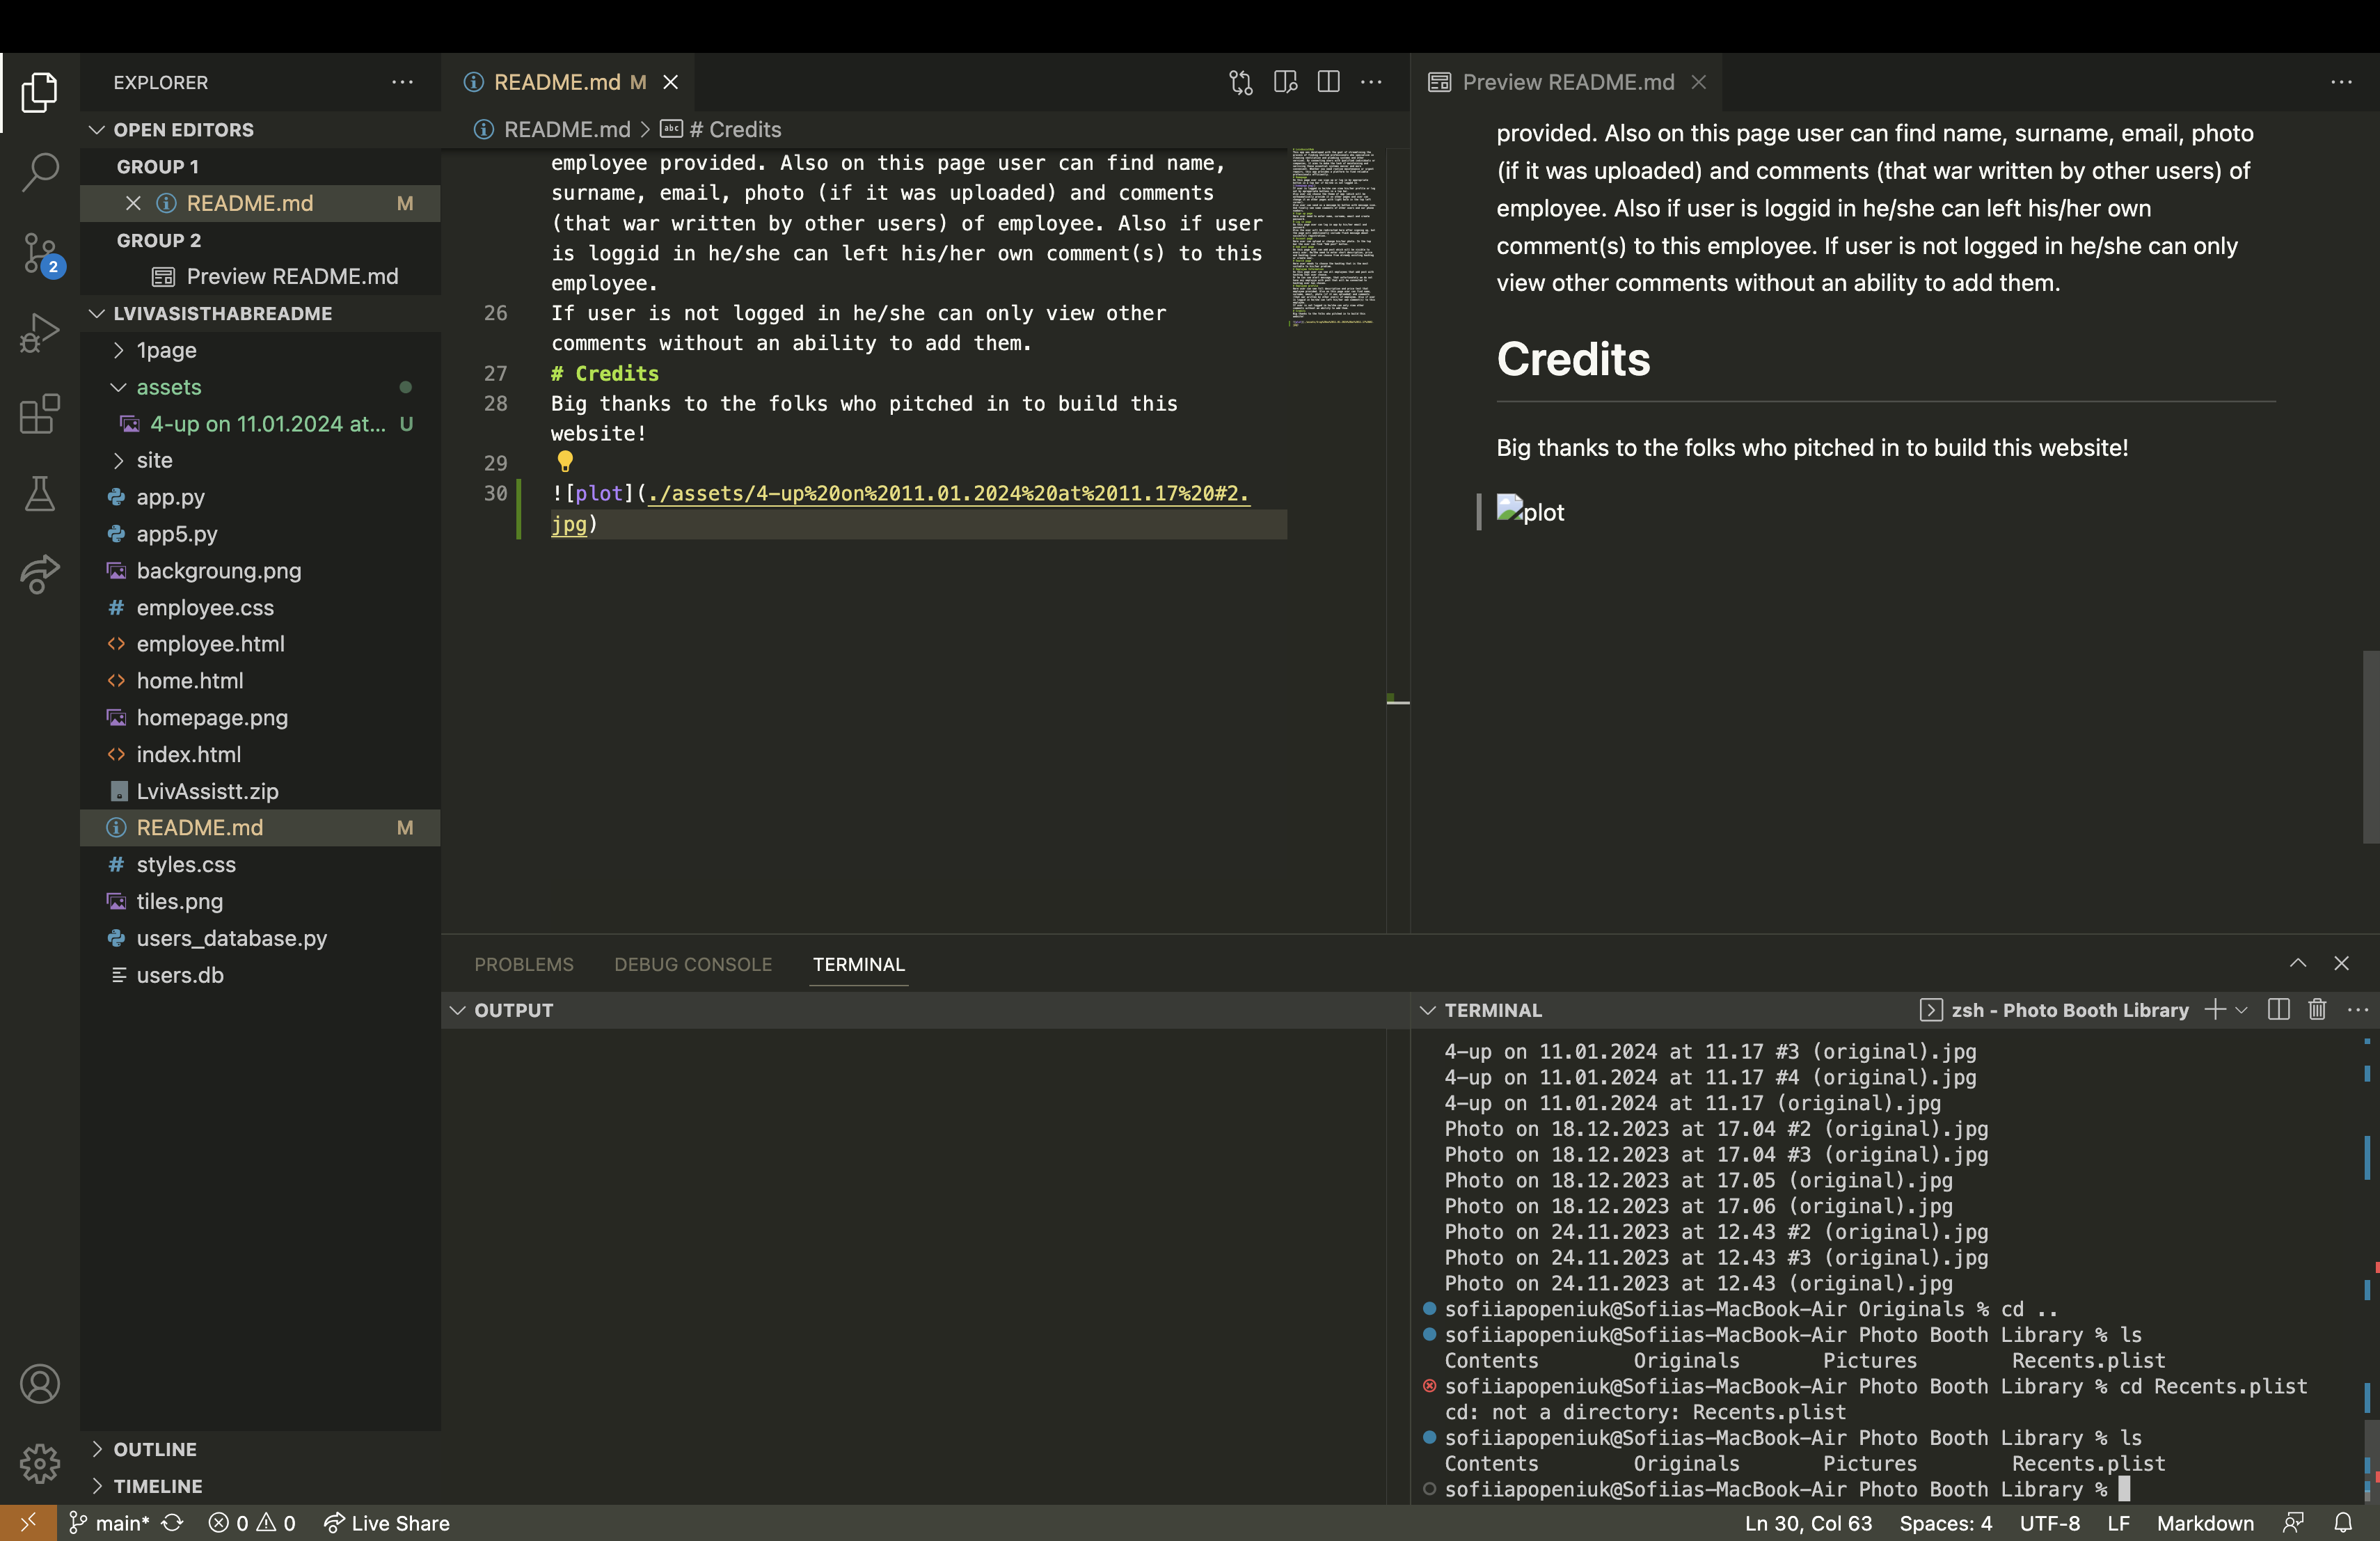 EXPLORER
OPEN EDITORS
GROUP 1
README.md M
GROUP 2
Preview README.md
LVIVASISTHABREADME
1page
assets
4-up on 11.01.2024 at... U
site
app.py
app5.py
backgroung.png
employee.css
employee.html
home.html
homepage.png
index.html
LvivAssistt.zip
README.md M
styles.css
tiles.png
users_database.py
users.db
OUTLINE
TIMELINE
2
README.md M
README.md > abc # Credits
employee provided. Also on this page user can find name,
surname, email, photo (if it was uploaded) and comments
(that war written by other users) of employee. Also if user
is loggid in he/she can left his/her own comment(s) to this
employee.
26 If user is not logged in he/she can only view other
comments without an ability to add them.
27 # Credits
28 Big thanks to the folks who pitched in to build this
website!
29
30 ![plot](./assets/4-up%20on%2011.01.2024%20at%2011.17%20#2.
jpg)
Preview README.md
provided. Also on this page user can find name, surname, email, photo
(if it was uploaded) and comments (that war written by other users) of
employee. Also if user is loggid in he/she can left his/her own
comment(s) to this employee. If user is not logged in he/she can only
view other comments without an ability to add them.
Credits
Big thanks to the folks who pitched in to build this website!
plot
PROBLEMS DEBUG CONSOLE TERMINAL
OUTPUT
TERMINAL zsh - Photo Booth Library
4-up on 11.01.2024 at 11.17 #3 (original).jpg
4-up on 11.01.2024 at 11.17 #4 (original).jpg
4-up on 11.01.2024 at 11.17 (original).jpg
Photo on 18.12.2023 at 17.04 #2 (original).jpg
Photo on 18.12.2023 at 17.04 #3 (original).jpg
Photo on 18.12.2023 at 17.05 (original).jpg
Photo on 18.12.2023 at 17.06 (original).jpg
Photo on 24.11.2023 at 12.43 #2 (original).jpg
Photo on 24.11.2023 at 12.43 #3 (original).jpg
Photo on 24.11.2023 at 12.43 (original).jpg
sofiiapopeniuk@Sofiias-MacBook-Air Originals % cd ..
sofiiapopeniuk@Sofiias-MacBook-Air Photo Booth Library % ls
Contents Originals Pictures Recents.plist
sofiiapopeniuk@Sofiias-MacBook-Air Photo Booth Library % cd Recents.plist
cd: not a directory: Recents.plist
sofiiapopeniuk@Sofiias-MacBook-Air Photo Booth Library % ls
Contents Originals Pictures Recents.plist
sofiiapopeniuk@Sofiias-MacBook-Air Photo Booth Library %
main* 0 0 Live Share Ln 30, Col 63 Spaces: 4 UTF-8 LF Markdown